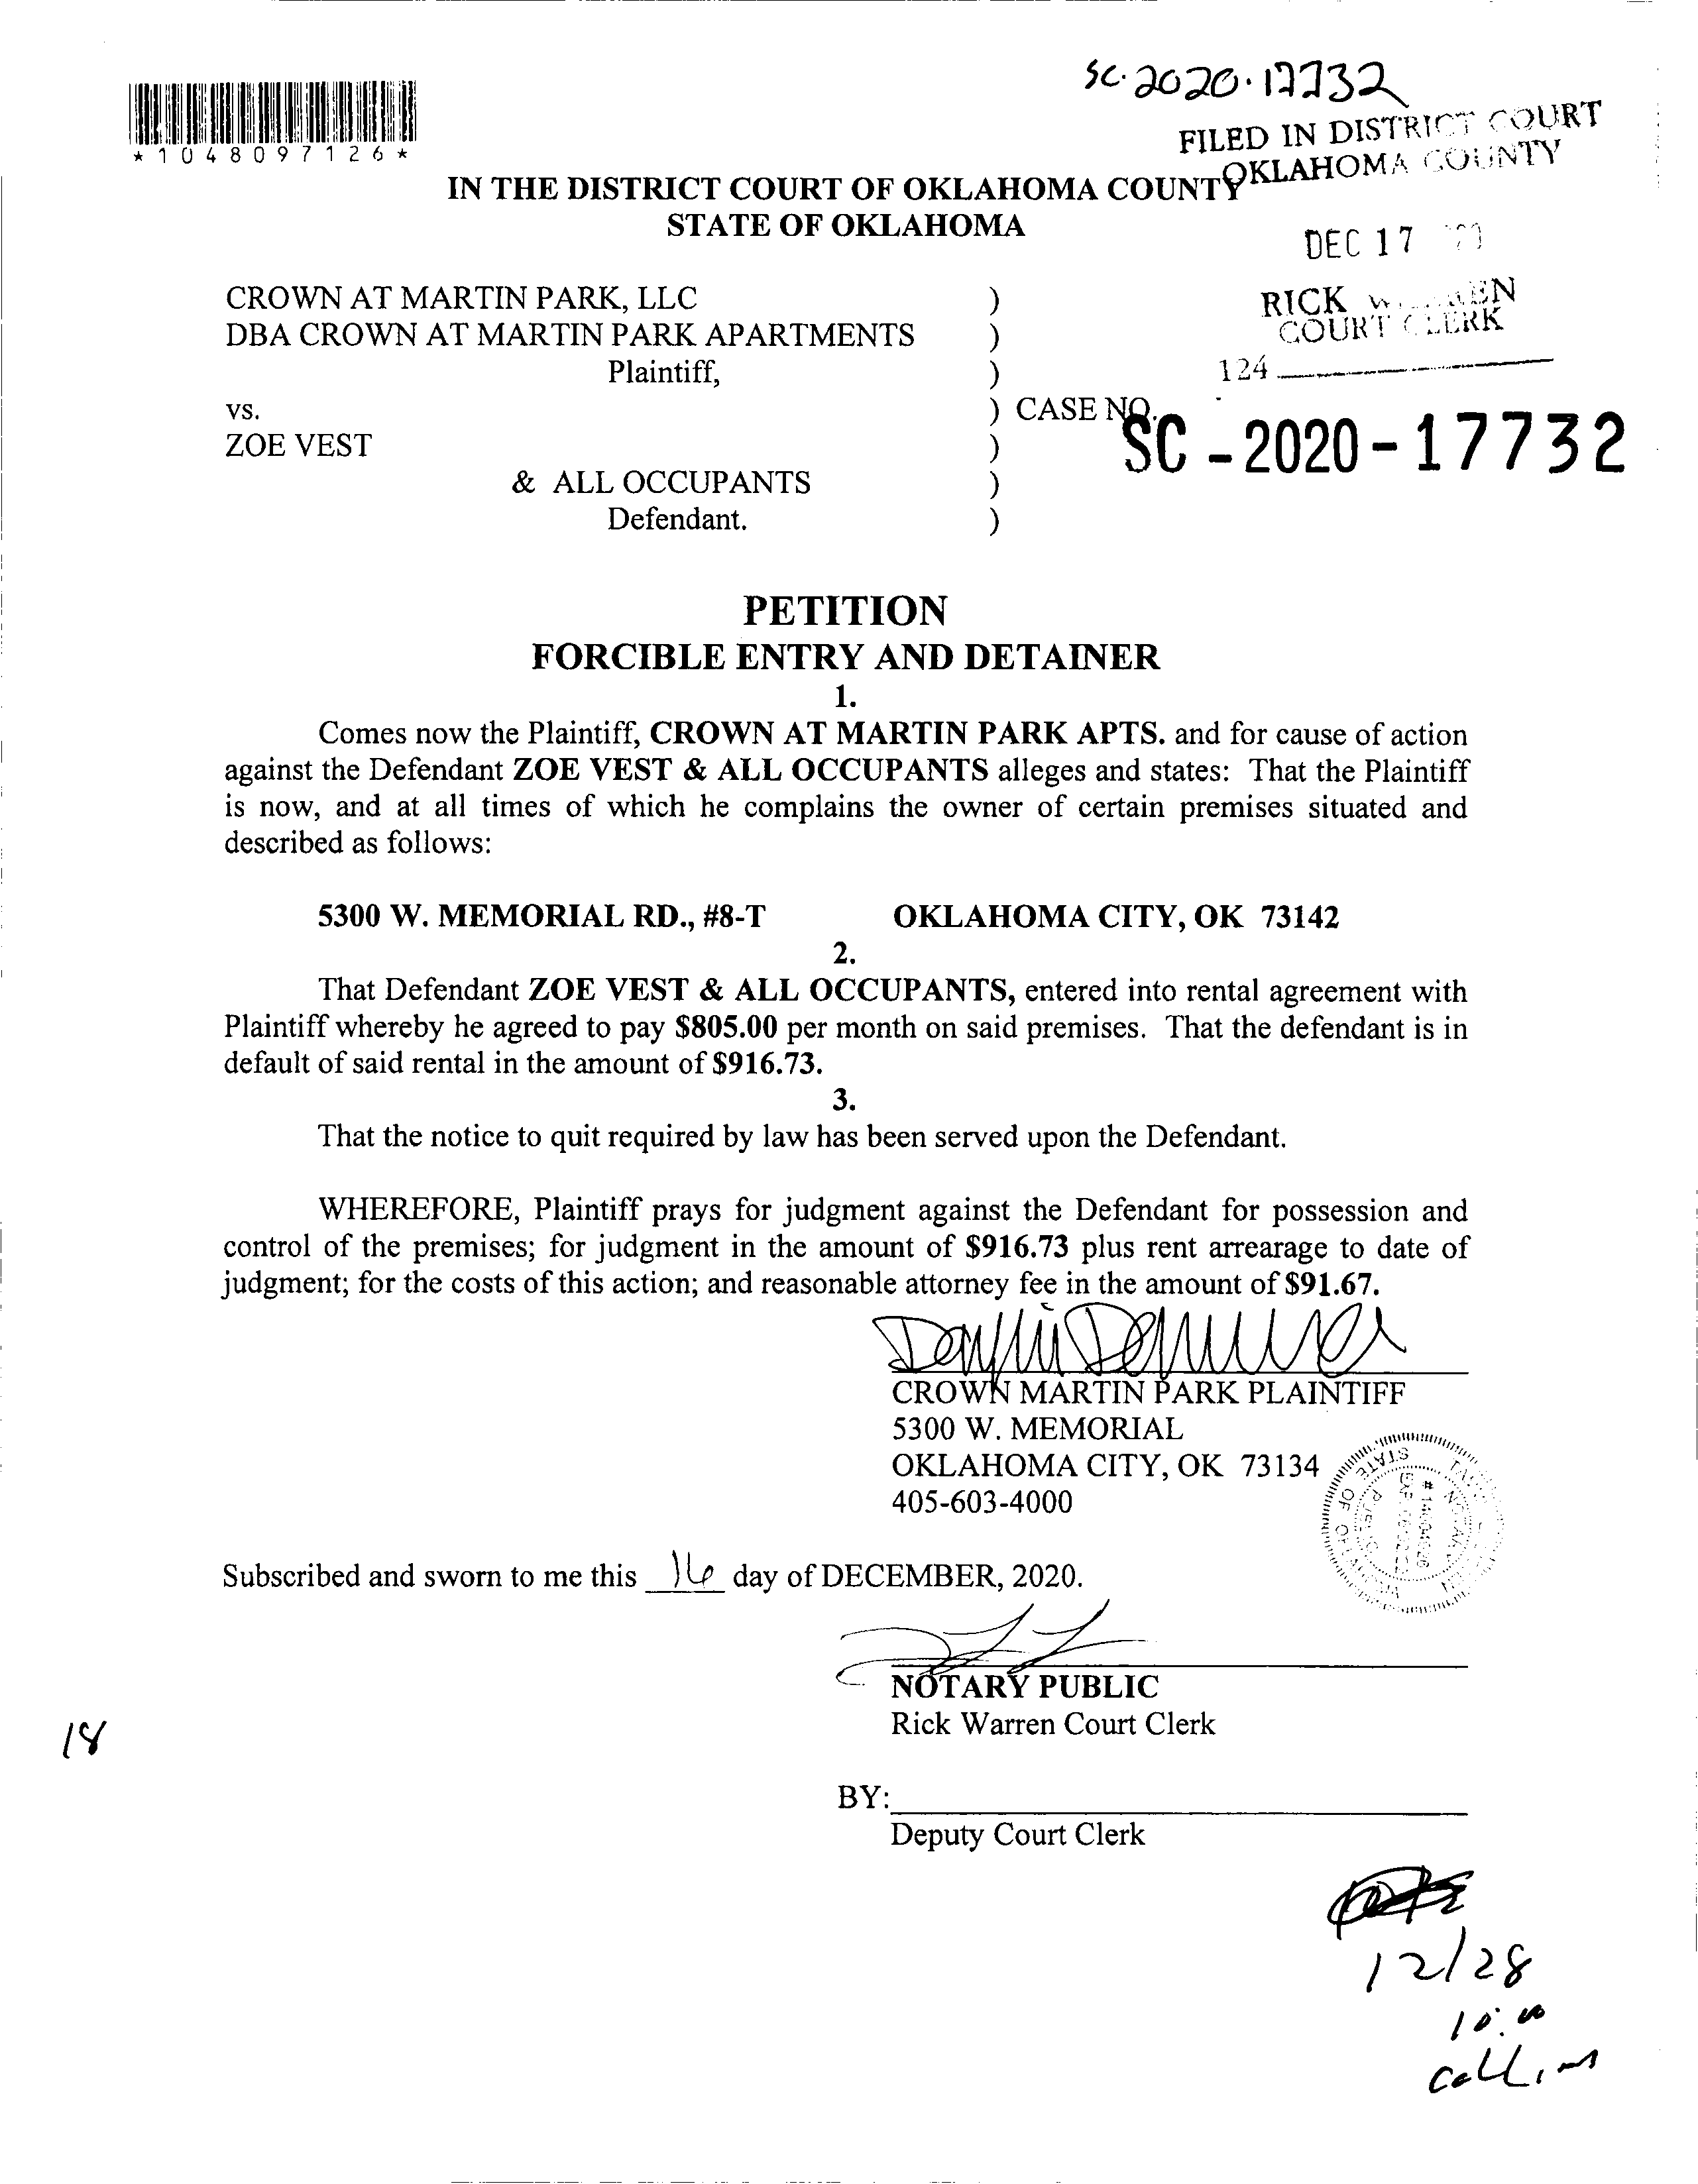 SC-2020-17732
FILED IN DISTRICT COURT
OKLAHOMA COUNTY
*1048097126*
IN THE DISTRICT COURT OF OKLAHOMA COUNTY
STATE OF OKLAHOMA
DEC 17
CROWN AT MARTIN PARK, LLC )
RICK
DBA CROWN AT MARTIN PARK APARTMENTS )
COURT CLERK
Plaintiff, )
124
vs. ) CASE NO.
SC-2020-17732
ZOE VEST )
& ALL OCCUPANTS )
Defendant. )
PETITION
FORCIBLE ENTRY AND DETAINER
1.
Comes now the Plaintiff, CROWN AT MARTIN PARK APTS. and for cause of action
against the Defendant ZOE VEST & ALL OCCUPANTS alleges and states: That the Plaintiff
is now, and at all times of which he complains the owner of certain premises situated and
described as follows:
5300 W. MEMORIAL RD., #8-T OKLAHOMA CITY, OK 73142
2.
That Defendant ZOE VEST & ALL OCCUPANTS, entered into rental agreement with
Plaintiff whereby he agreed to pay $805.00 per month on said premises. That the defendant is in
default of said rental in the amount of $916.73.
3.
That the notice to quit required by law has been served upon the Defendant.
WHEREFORE, Plaintiff prays for judgment against the Defendant for possession and
control of the premises; for judgment in the amount of $916.73 plus rent arrearage to date of
judgment; for the costs of this action; and reasonable attorney fee in the amount of $91.67.
CROWN MARTIN PARK PLAINTIFF
5300 W. MEMORIAL
OKLAHOMA CITY, OK 73134
405-603-4000
STATE OF
Subscribed and sworn to me this 16 day of DECEMBER, 2020.
NOTARY PUBLIC
Rick Warren Court Clerk
18
BY:
Deputy Court Clerk
12/28
10:00
Collins